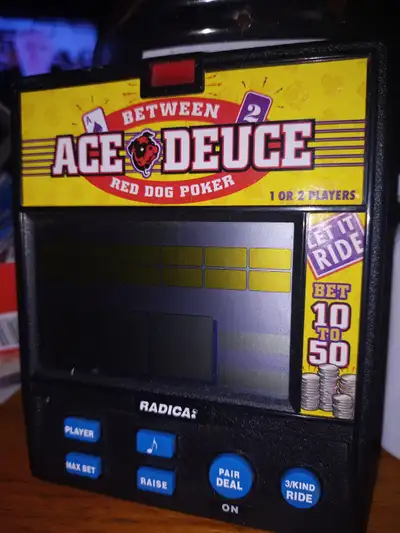 BETWEEN
A 2
ACE DEUCE
RED DOG POKER
1 OR 2 PLAYERS
LET IT
RIDE
BET
10
TO
50
RADICA:
PLAYER
MAX BET
RAISE
PAIR
DEAL
ON
3/KIND
RIDE